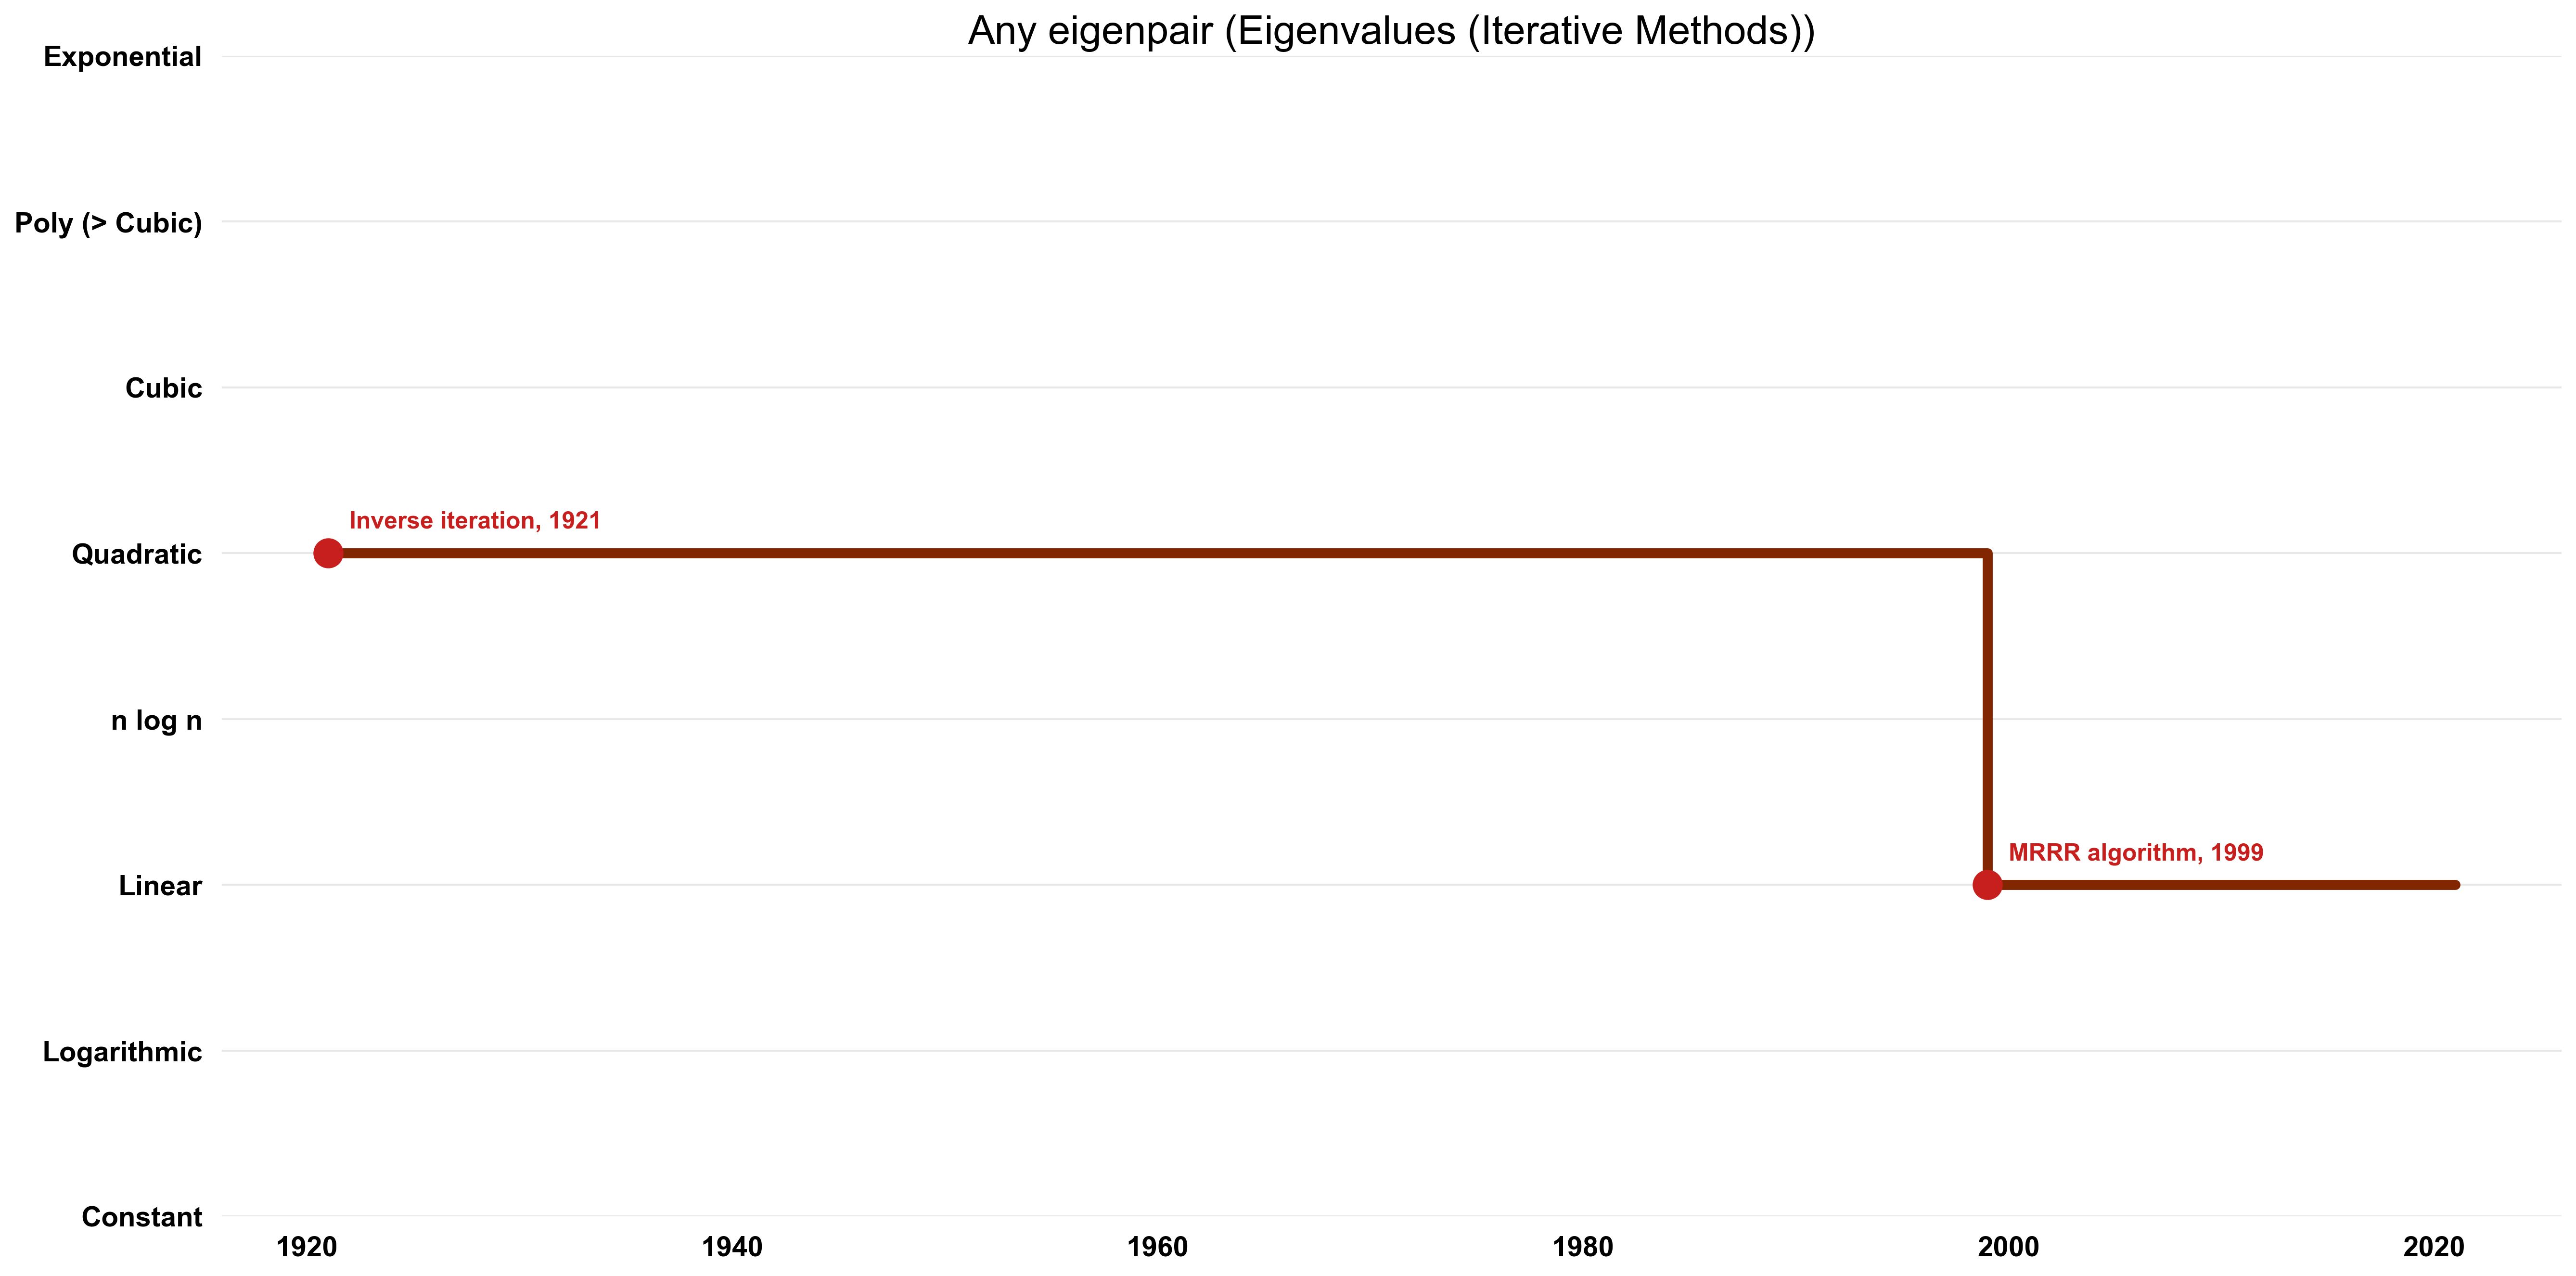 Any eigenpair (Eigenvalues (Iterative Methods))
Exponential
Poly (> Cubic)
Cubic
Inverse iteration, 1921
Quadratic
n log n
MRRR algorithm, 1999
Linear
Logarithmic
Constant
1920 1940 1960 1980 2000 2020